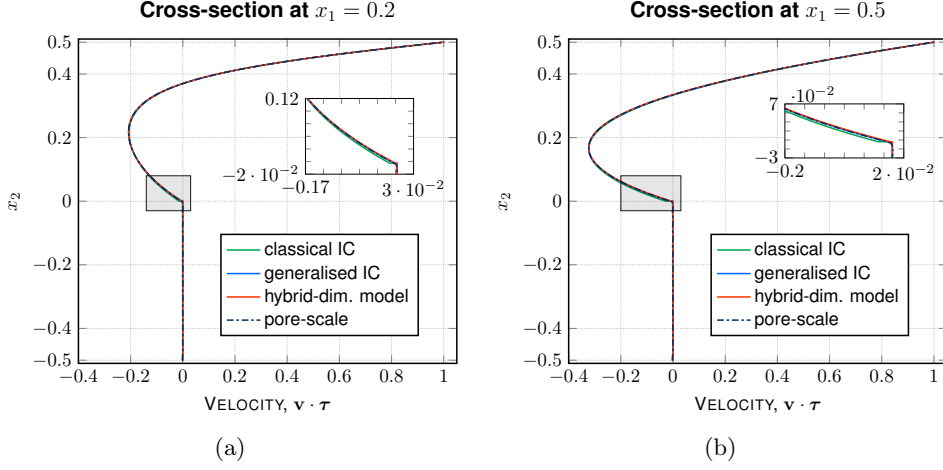 Cross-section at x₁ = 0.2
0.5
0.4
0.2
0
−0.2
−0.4
−0.5
x₂
0.12
−2 · 10⁻²
−0.17
3 · 10⁻²
classical IC
generalised IC
hybrid-dim. model
pore-scale
−0.4 −0.2 0 0.2 0.4 0.6 0.8 1
VELOCITY, v · τ
(a)
Cross-section at x₁ = 0.5
0.5
0.4
0.2
0
−0.2
−0.4
−0.5
x₂
7 ·10⁻²
−3
−0.2
2 · 10⁻²
classical IC
generalised IC
hybrid-dim. model
pore-scale
−0.4 −0.2 0 0.2 0.4 0.6 0.8 1
VELOCITY, v · τ
(b)